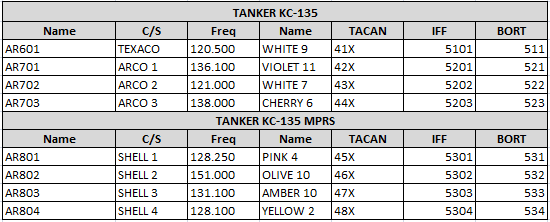 TANKER KC-135
Name C/S Freq Name TACAN IFF BORT
AR601 TEXACO 120.500 WHITE 9 41X 5101 511
AR701 ARCO 1 136.100 VIOLET 11 42X 5201 521
AR702 ARCO 2 121.000 WHITE 7 43X 5202 522
AR703 ARCO 3 138.000 CHERRY 6 44X 5203 523
TANKER KC-135 MPRS
Name C/S Freq Name TACAN IFF BORT
AR801 SHELL 1 128.250 PINK 4 45X 5301 531
AR802 SHELL 2 151.000 OLIVE 10 46X 5302 532
AR803 SHELL 3 131.100 AMBER 10 47X 5303 533
AR804 SHELL 4 128.100 YELLOW 2 48X 5304 534